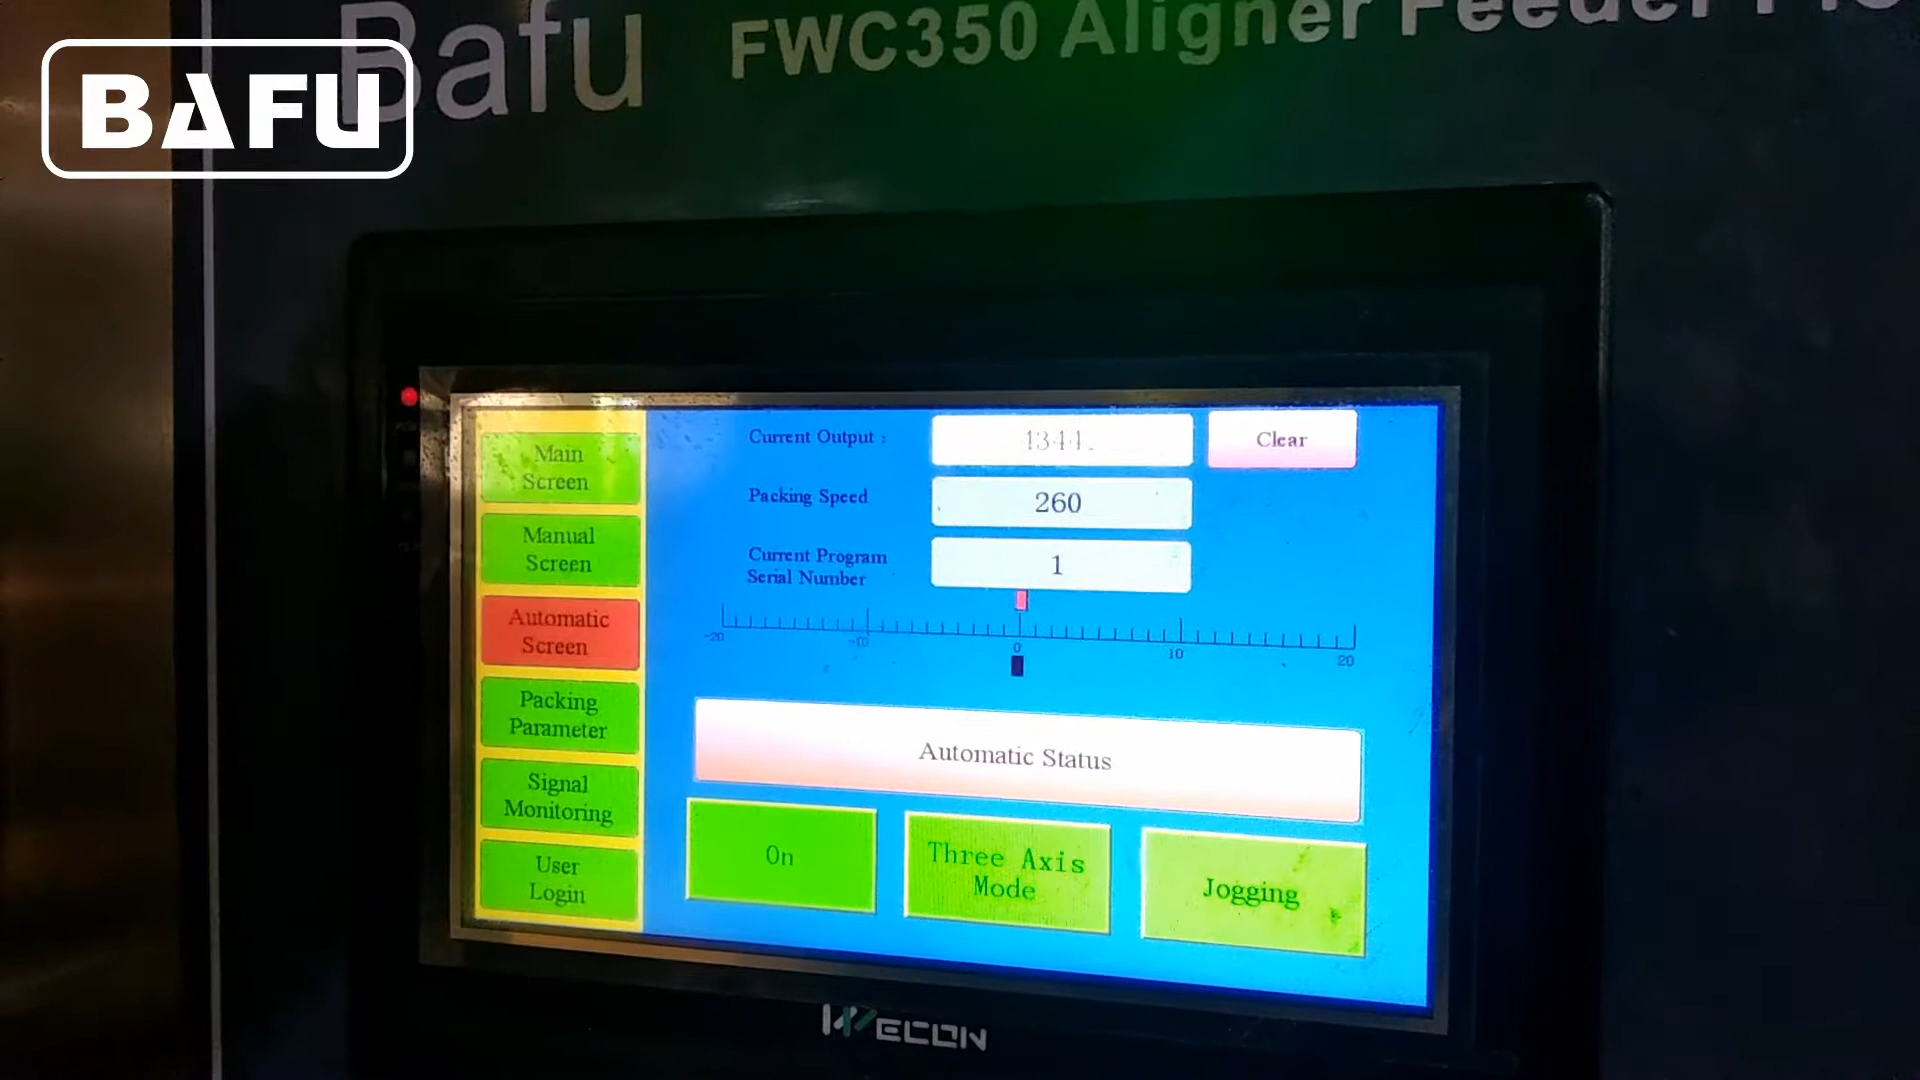 BAFU
Bafu FWC350 Aligner Feeder
Current Output :
Clear
Packing Speed
260
Current Program
Serial Number
1
-20 -10 0 10 20
Main
Screen
Manual
Screen
Automatic
Screen
Packing
Parameter
Signal
Monitoring
User
Login
Automatic Status
On
Three Axis
Mode
Jogging
WECON